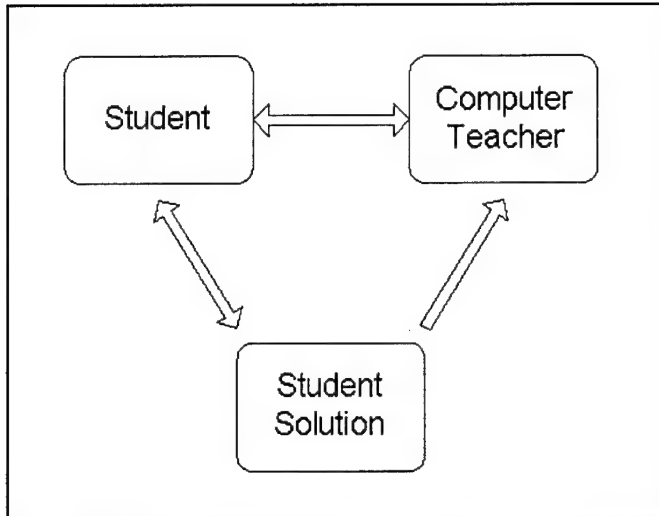 Student
Computer
Teacher
Student
Solution